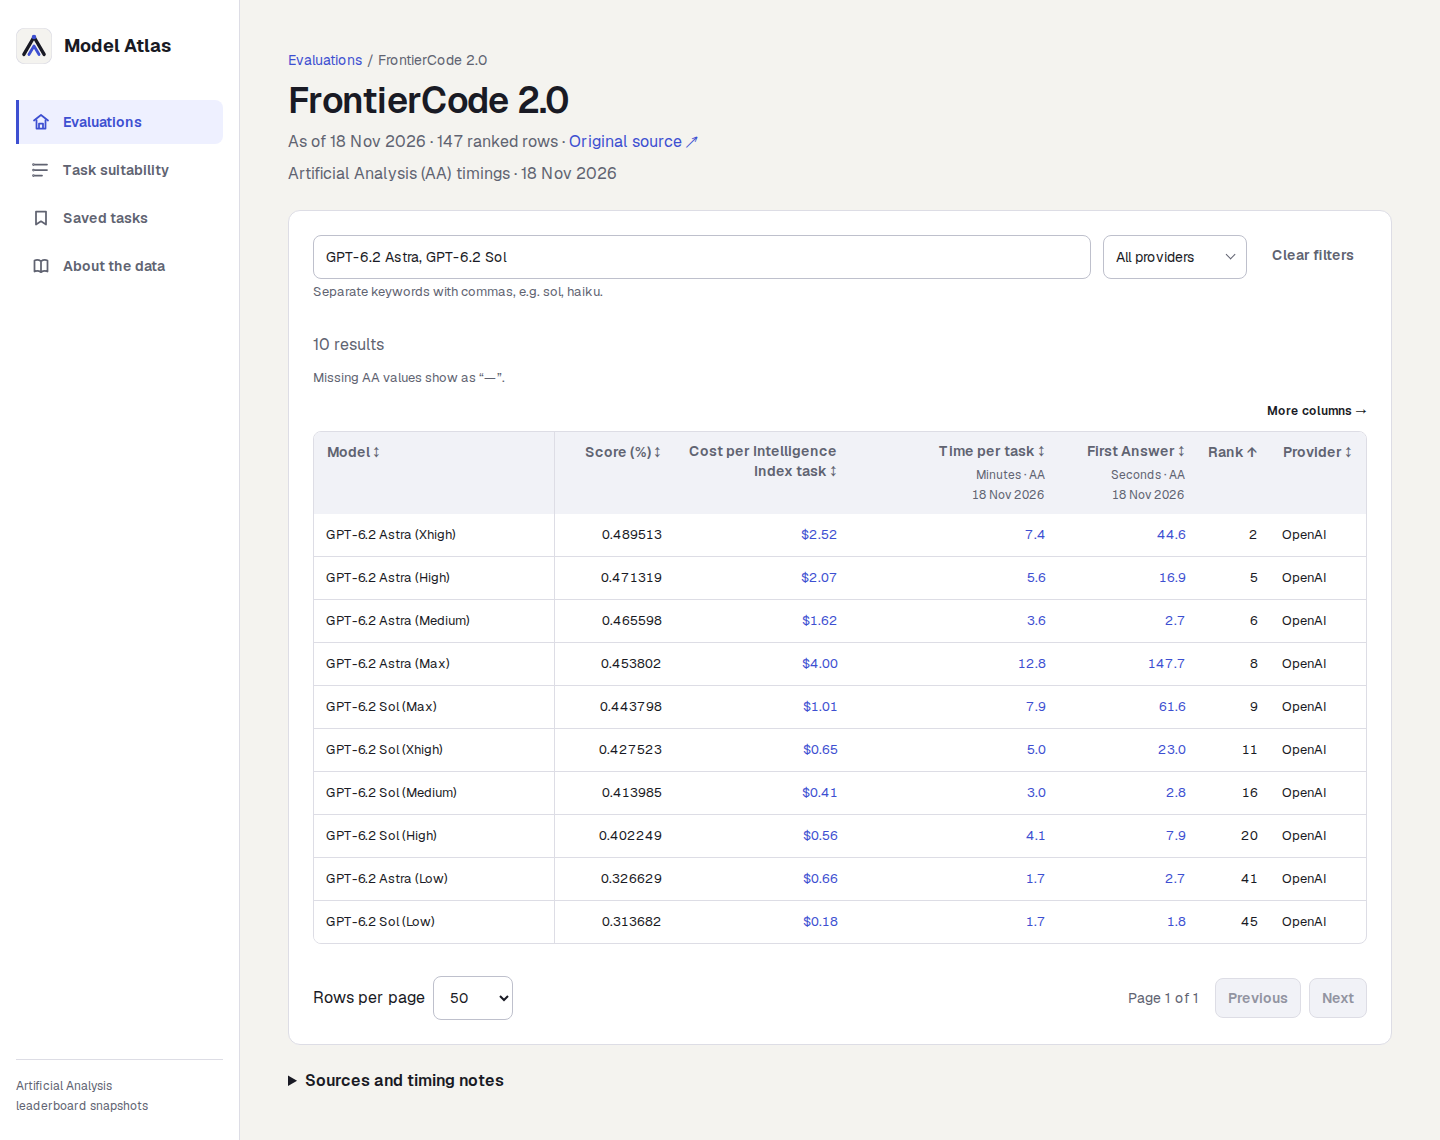 Model Atlas
Evaluations
Task suitability
Saved tasks
About the data
Artificial Analysis
leaderboard snapshots
Evaluations / FrontierCode 2.0
FrontierCode 2.0
As of 18 Nov 2026 · 147 ranked rows · Original source ↗
Artificial Analysis (AA) timings · 18 Nov 2026
GPT-6.2 Astra, GPT-6.2 Sol
All providers
Clear filters
Separate keywords with commas, e.g. sol, haiku.
10 results
Missing AA values show as “—”.
More columns →
Model ↕ Score (%) ↕ Cost per Intelligence Index task ↕ Time per task ↕ Minutes · AA 18 Nov 2026 First Answer ↕ Seconds · AA 18 Nov 2026 Rank ↑ Provider ↕
GPT-6.2 Astra (Xhigh) 0.489513 $2.52 7.4 44.6 2 OpenAI
GPT-6.2 Astra (High) 0.471319 $2.07 5.6 16.9 5 OpenAI
GPT-6.2 Astra (Medium) 0.465598 $1.62 3.6 2.7 6 OpenAI
GPT-6.2 Astra (Max) 0.453802 $4.00 12.8 147.7 8 OpenAI
GPT-6.2 Sol (Max) 0.443798 $1.01 7.9 61.6 9 OpenAI
GPT-6.2 Sol (Xhigh) 0.427523 $0.65 5.0 23.0 11 OpenAI
GPT-6.2 Sol (Medium) 0.413985 $0.41 3.0 2.8 16 OpenAI
GPT-6.2 Sol (High) 0.402249 $0.56 4.1 7.9 20 OpenAI
GPT-6.2 Astra (Low) 0.326629 $0.66 1.7 2.7 41 OpenAI
GPT-6.2 Sol (Low) 0.313682 $0.18 1.7 1.8 45 OpenAI
Rows per page 50
Page 1 of 1 Previous Next
Sources and timing notes